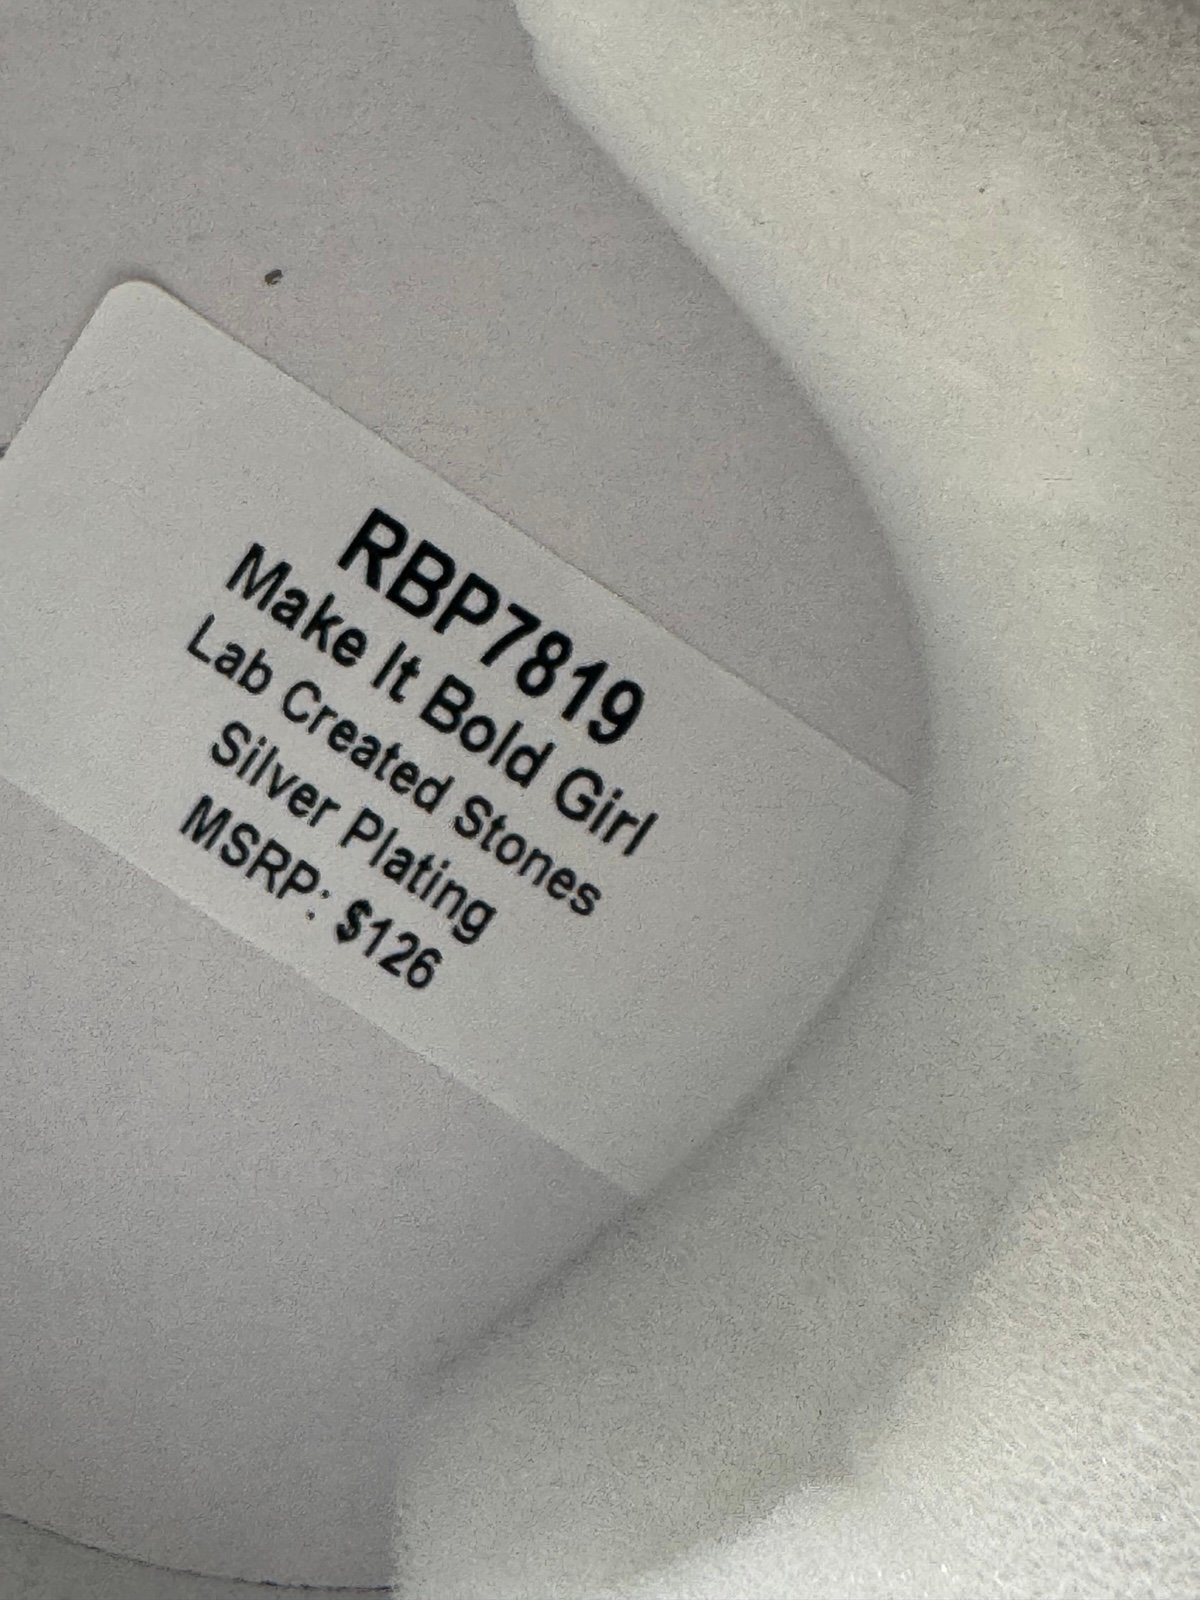 RBP7819
Make It Bold Girl
Lab Created Stones
Silver Plating
MSRP: $126